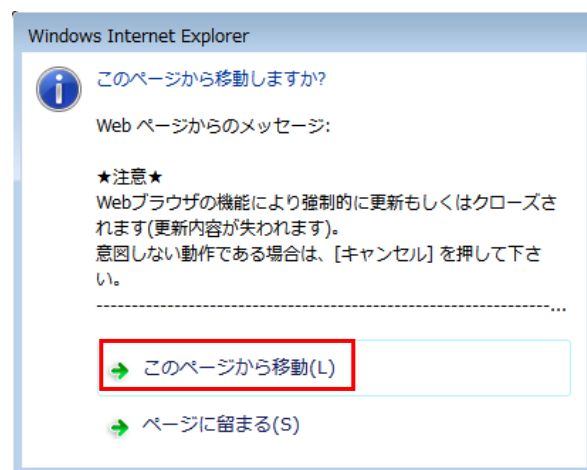 Windows Internet Explorer
このページから移動しますか?
Web ページからのメッセージ:
★注意★
Webブラウザの機能により強制的に更新もしくはクローズさ
れます(更新内容が失われます)。
意図しない動作である場合は、[キャンセル] を押して下さ
い。
----------------------------------------------------------------...
このページから移動(L)
ページに留まる(S)